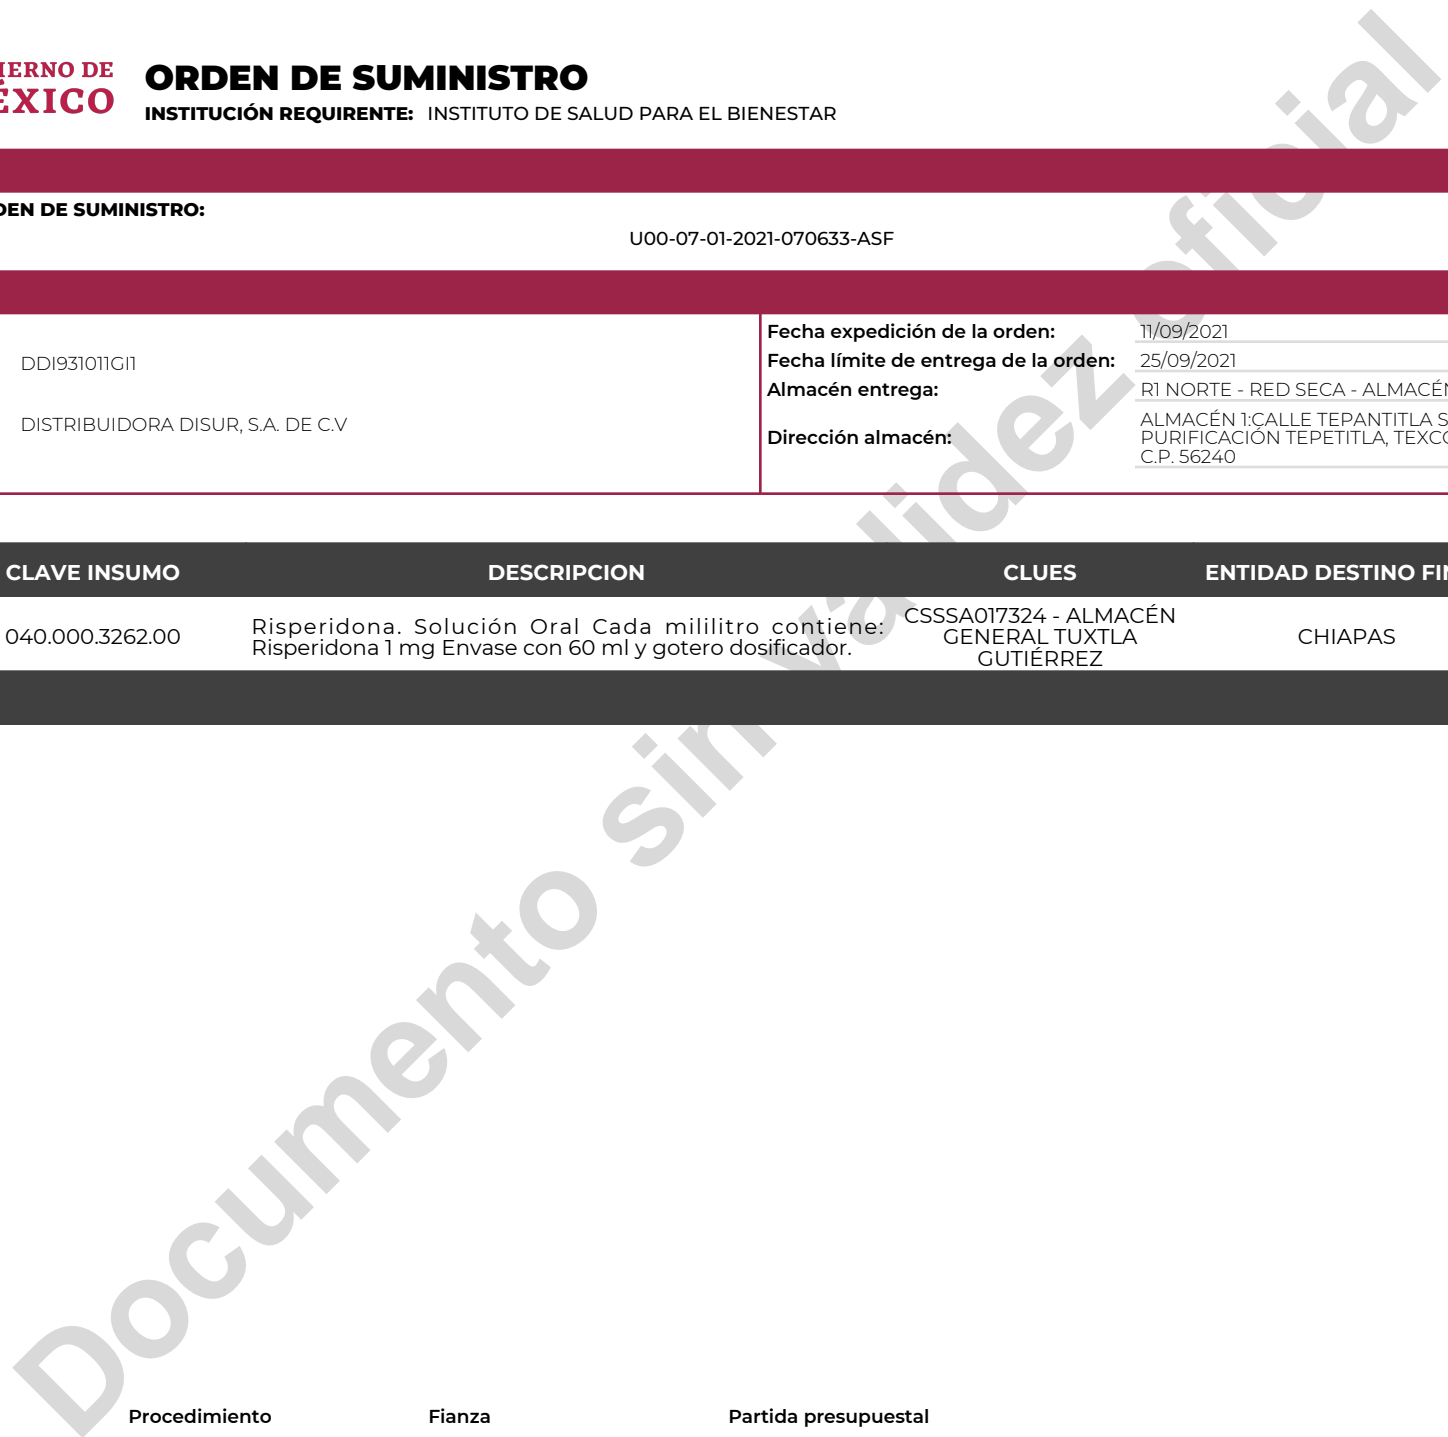 IERNO DE
ÉXICO
ORDEN DE SUMINISTRO
INSTITUCIÓN REQUIRENTE: INSTITUTO DE SALUD PARA EL BIENESTAR
DEN DE SUMINISTRO:
U00-07-01-2021-070633-ASF
DDI931011GI1
DISTRIBUIDORA DISUR, S.A. DE C.V
Fecha expedición de la orden: 11/09/2021
Fecha límite de entrega de la orden: 25/09/2021
Almacén entrega: R1 NORTE - RED SECA - ALMACÉN
Dirección almacén:
ALMACÉN 1:CALLE TEPANTITLA S
PURIFICACIÓN TEPETITLA, TEXCO
C.P. 56240
CLAVE INSUMO DESCRIPCION CLUES ENTIDAD DESTINO FIN
040.000.3262.00
Risperidona. Solución Oral Cada mililitro contiene:
Risperidona 1 mg Envase con 60 ml y gotero dosificador.
CSSSA017324 - ALMACÉN
GENERAL TUXTLA
GUTIÉRREZ
CHIAPAS
Documento sin validez oficial
Procedimiento Fianza Partida presupuestal